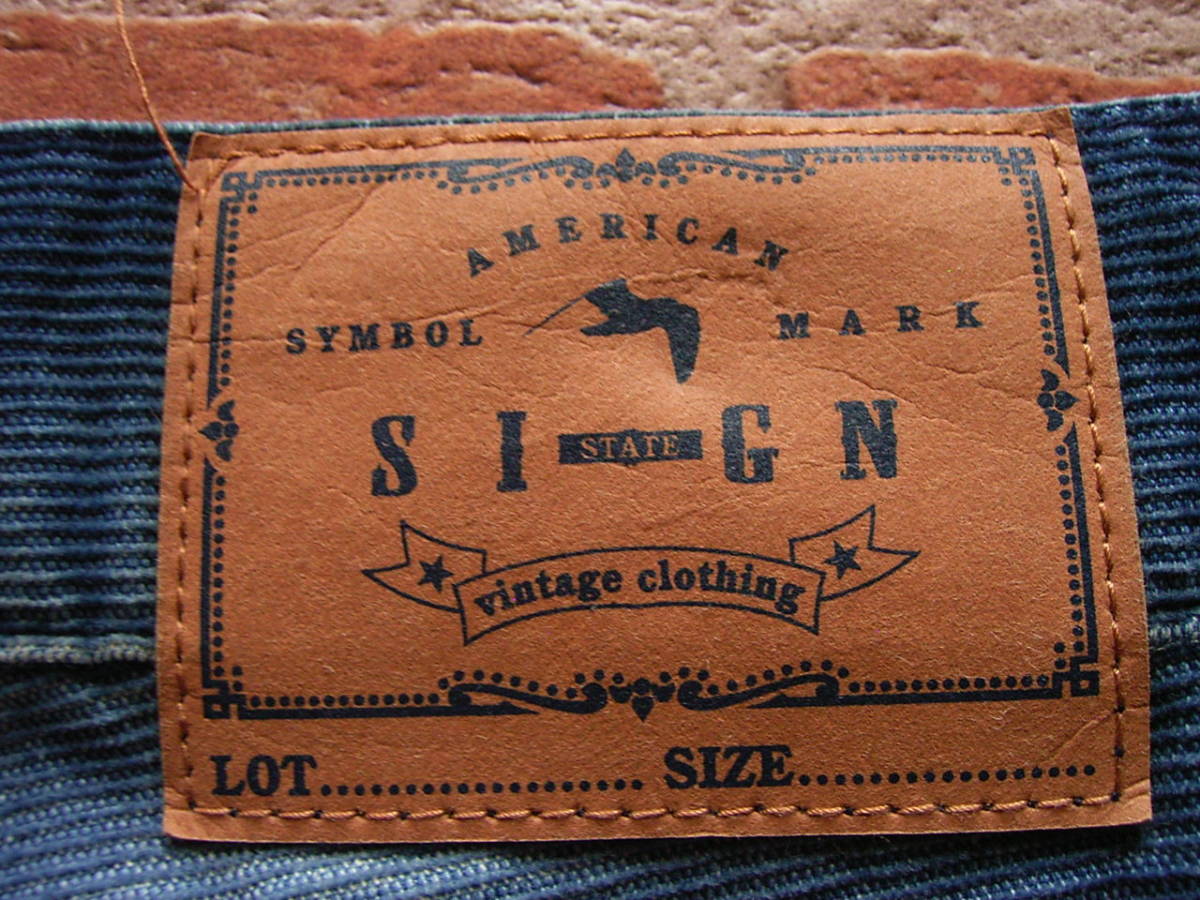 AMERICAN
SYMBOL MARK
SI STATE GN
vintage clothing
LOT.......................... SIZE..........................